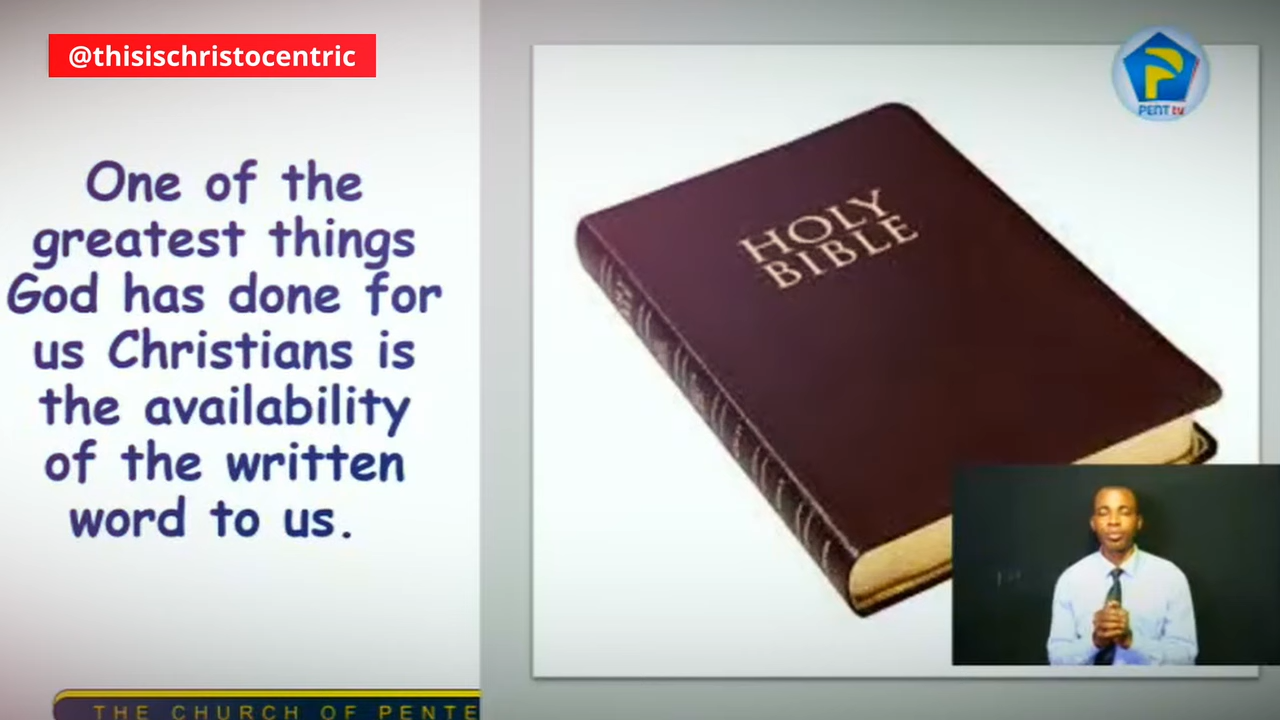 @thisischristocentric
One of the
greatest things
God has done for
us Christians is
the availability
of the written
word to us.
HOLY
BIBLE
PENT tv
THE CHURCH OF PENTE